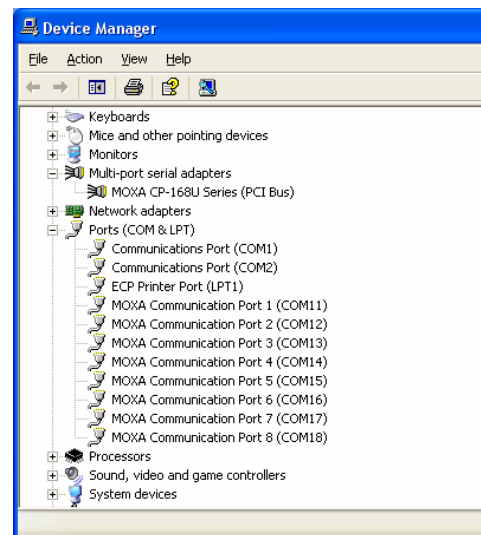 Device Manager
File Action View Help
Keyboards
Mice and other pointing devices
Monitors
Multi-port serial adapters
MOXA CP-168U Series (PCI Bus)
Network adapters
Ports (COM & LPT)
Communications Port (COM1)
Communications Port (COM2)
ECP Printer Port (LPT1)
MOXA Communication Port 1 (COM11)
MOXA Communication Port 2 (COM12)
MOXA Communication Port 3 (COM13)
MOXA Communication Port 4 (COM14)
MOXA Communication Port 5 (COM15)
MOXA Communication Port 6 (COM16)
MOXA Communication Port 7 (COM17)
MOXA Communication Port 8 (COM18)
Processors
Sound, video and game controllers
System devices